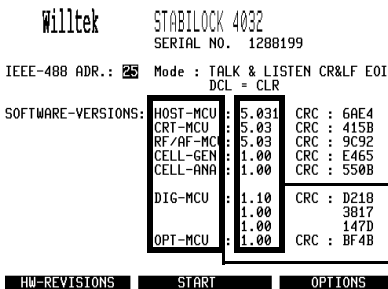 Willtek STABILOCK 4032
SERIAL NO. 1288199
IEEE-488 ADR.: 25 Mode : TALK & LISTEN CR&LF EOI
DCL = CLR
SOFTWARE-VERSIONS: HOST-MCU : 5.031 CRC : 6AE4
CRT-MCU : 5.03 CRC : 415B
RF/AF-MCU : 5.03 CRC : 9C92
CELL-GEN : 1.00 CRC : E465
CELL-ANA : 1.00 CRC : 550B
DIG-MCU : 1.10 CRC : D218
1.00 3817
1.00 147D
OPT-MCU : 1.00 CRC : BF4B
HW-REVISIONS START OPTIONS